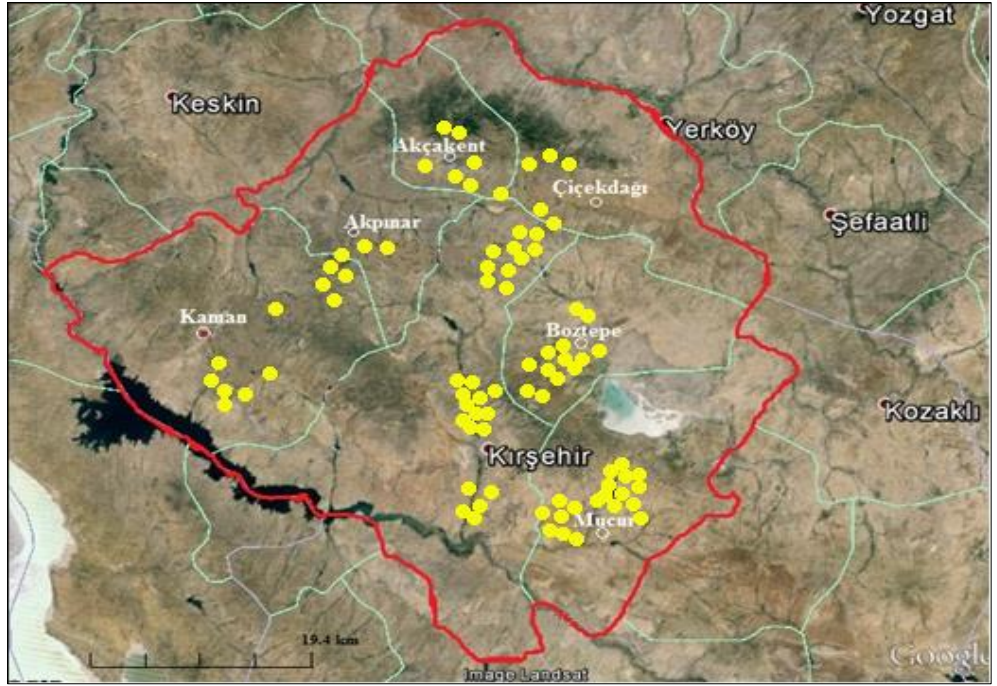 Yozgat
Keskin
Yerköy
Akçakent
Çiçekdağı
Akpınar
Şefaatli
Kaman
Boztepe
Kozaklı
Kırşehir
Mucur
19.4 km
Image Landsat
Google